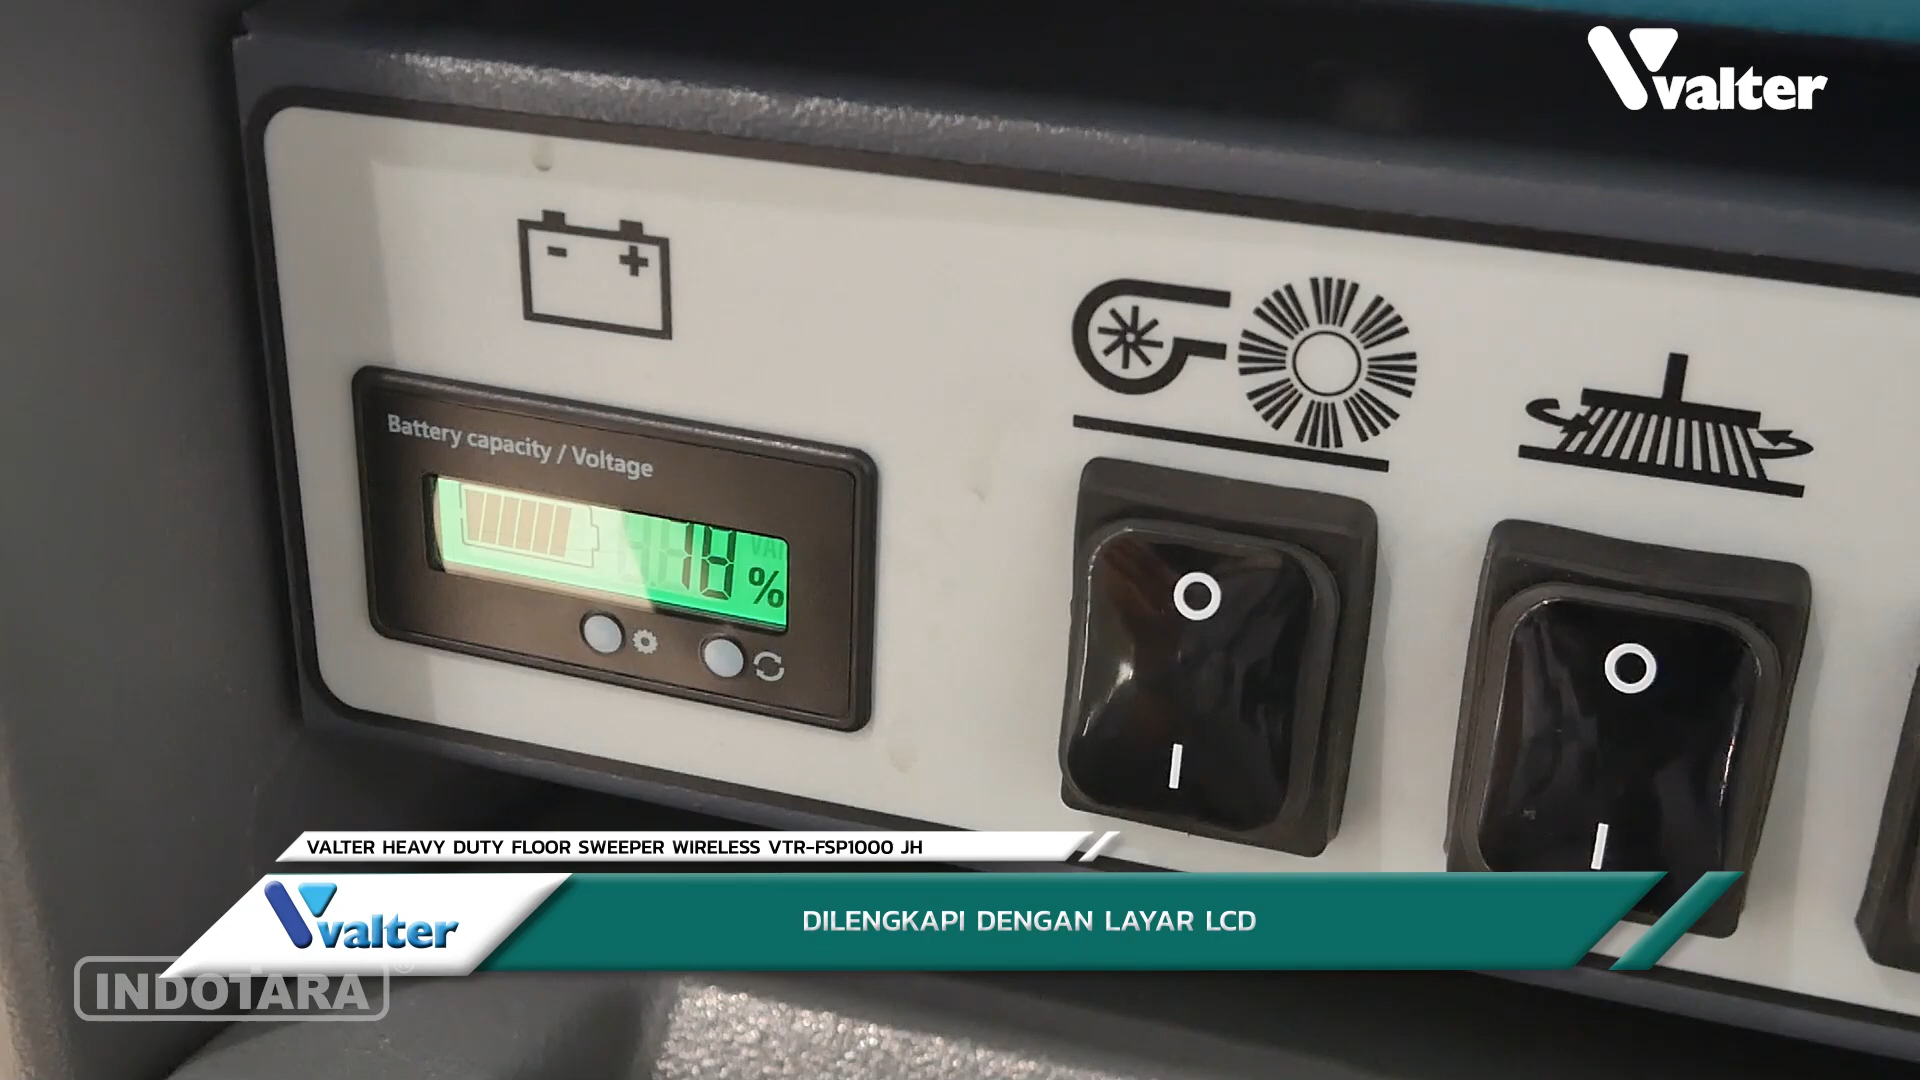 valter
Battery capacity / Voltage
78 %
VALTER HEAVY DUTY FLOOR SWEEPER WIRELESS VTR-FSP1000 JH
valter
DILENGKAPI DENGAN LAYAR LCD
INDOTARA